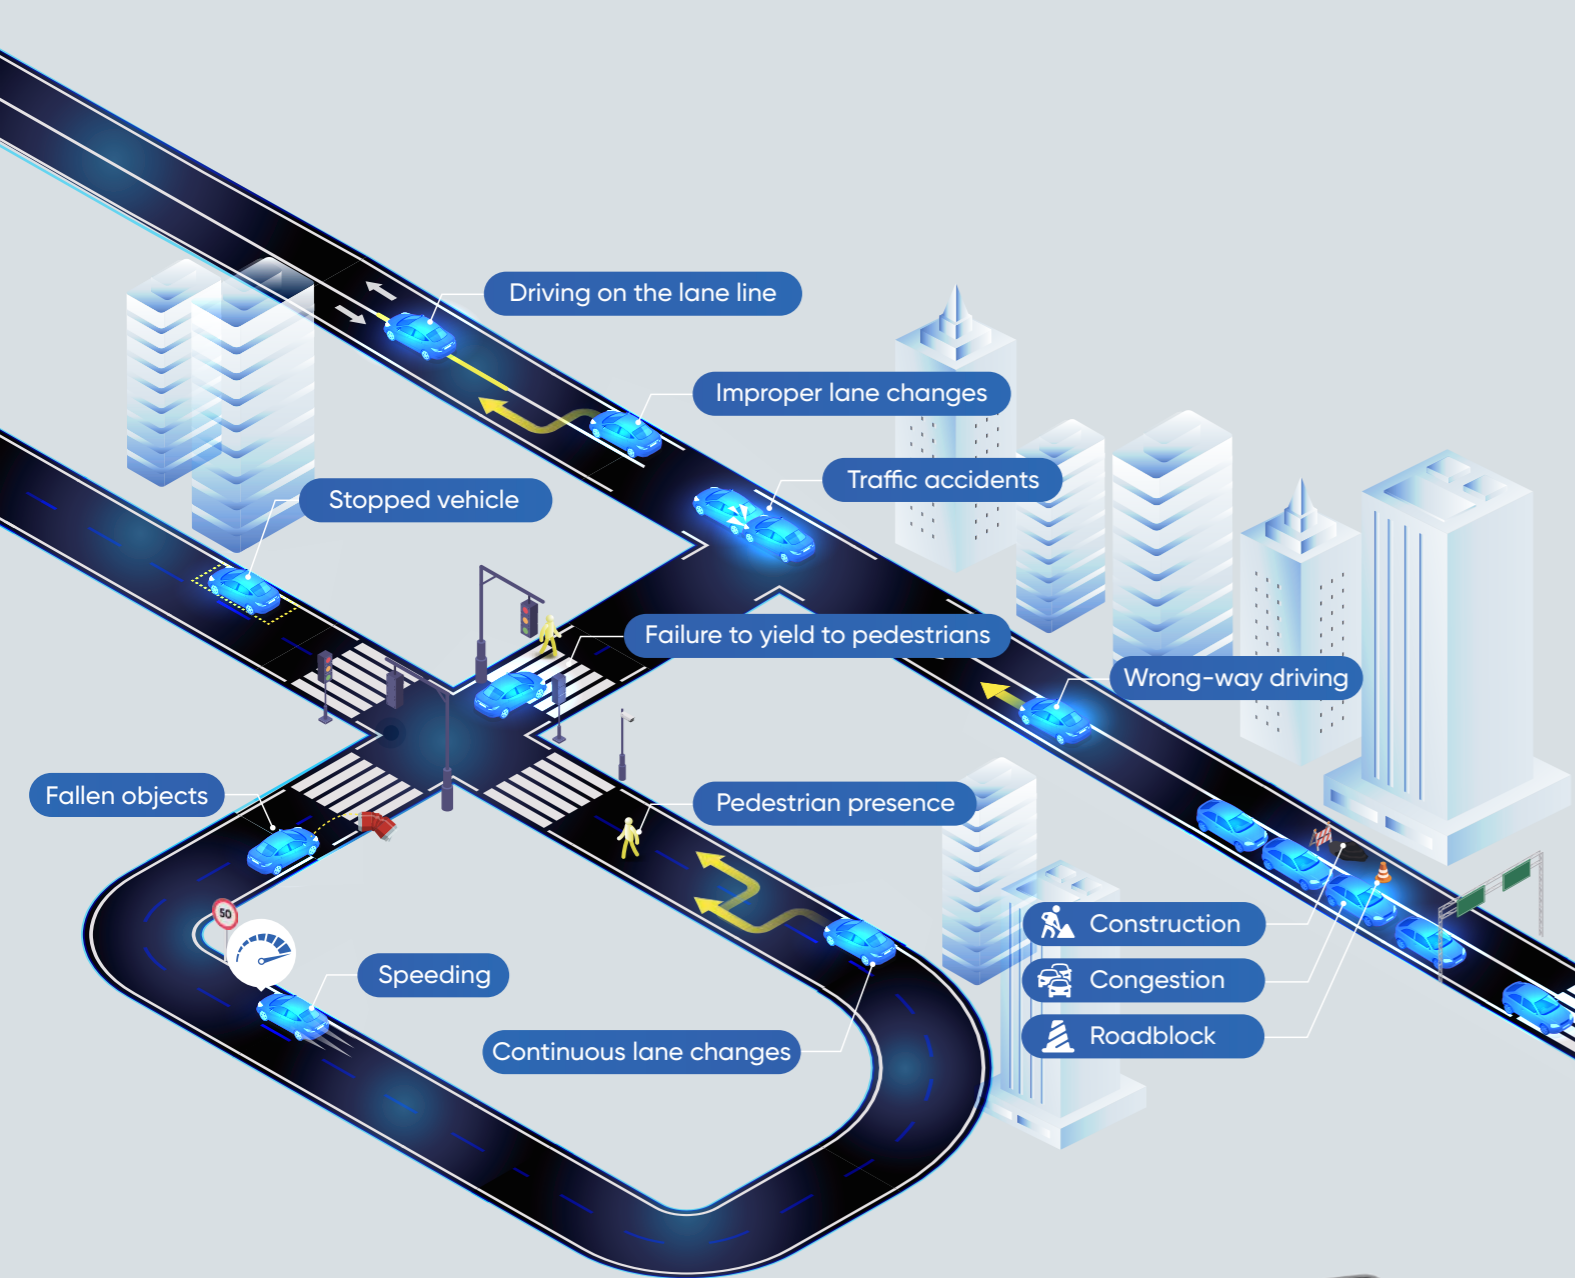 Driving on the lane line
Improper lane changes
Traffic accidents
Stopped vehicle
Failure to yield to pedestrians
Wrong-way driving
Fallen objects
Pedestrian presence
50
Construction
Speeding
Congestion
Roadblock
Continuous lane changes